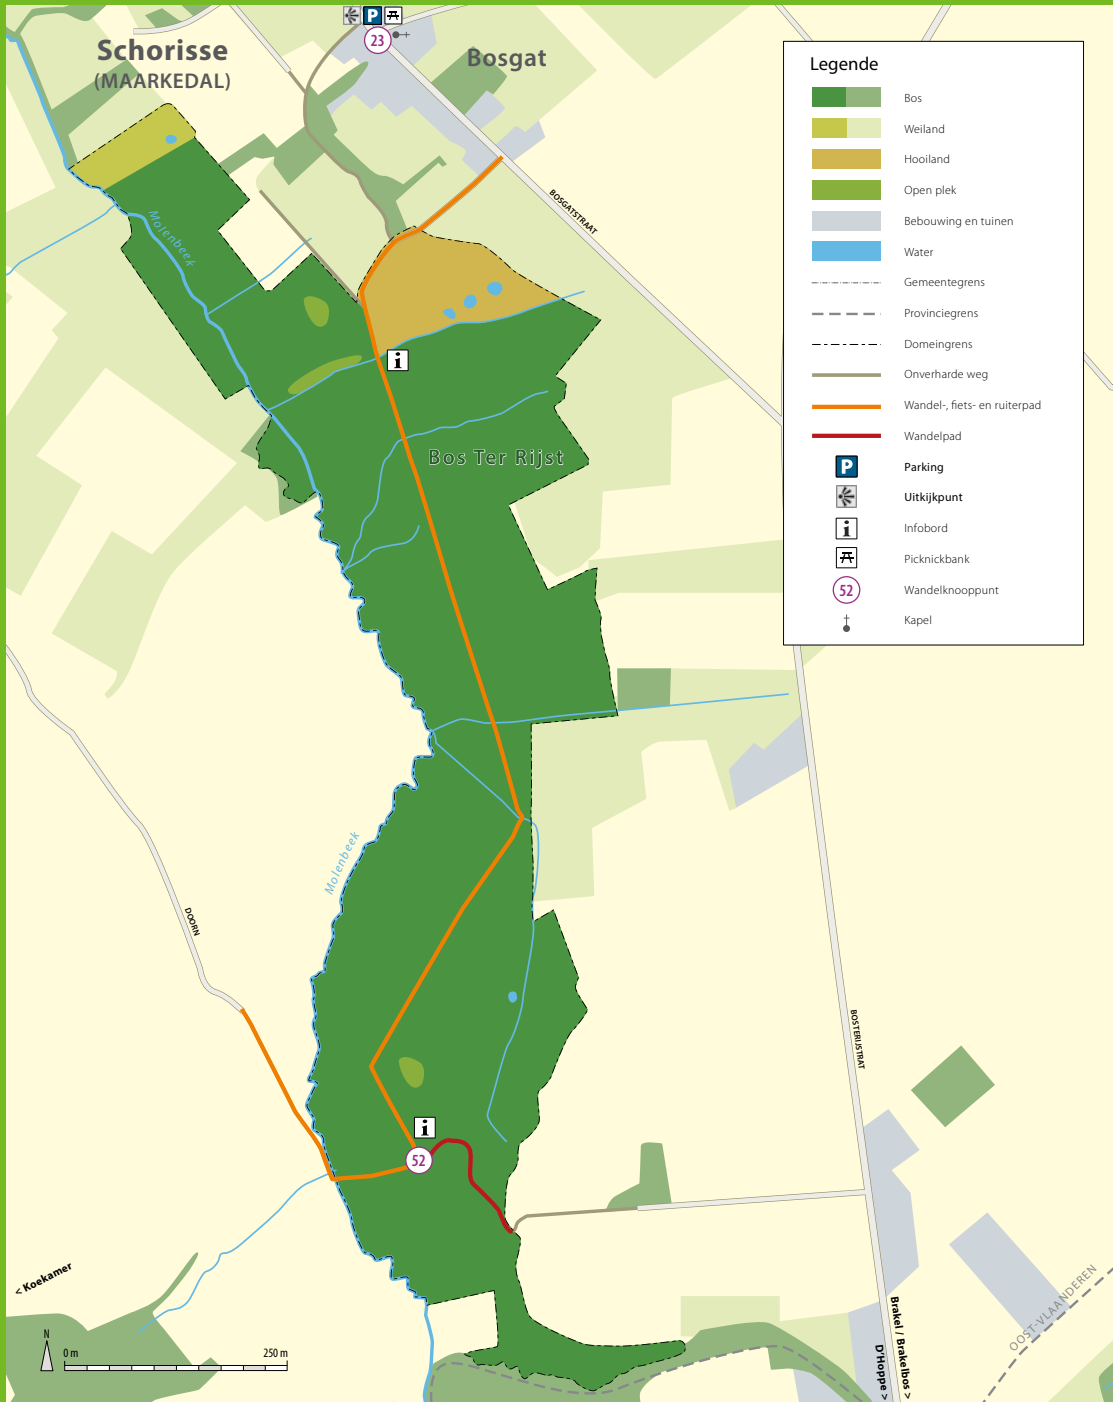 Schorisse
(MAARKEDAL)
P
23
Bosgat
BOSGATSTRAAT
Molenbeek
i
Bos Ter Rijst
Legende
Bos
Weiland
Hooiland
Open plek
Bebouwing en tuinen
Water
Gemeentegrens
Provinciegrens
Domeingrens
Onverharde weg
Wandel-, fiets- en ruiterpad
Wandelpad
P Parking
Uitkijkpunt
i Infobord
Picknickbank
52 Wandelknooppunt
Kapel
Molenbeek
DOORN
BOSTERIJSTRAT
i
52
< Koekamer
N
0 m
250 m
OOST-VLAANDEREN
Brakel / Brakelbos >
D'Hoppe >